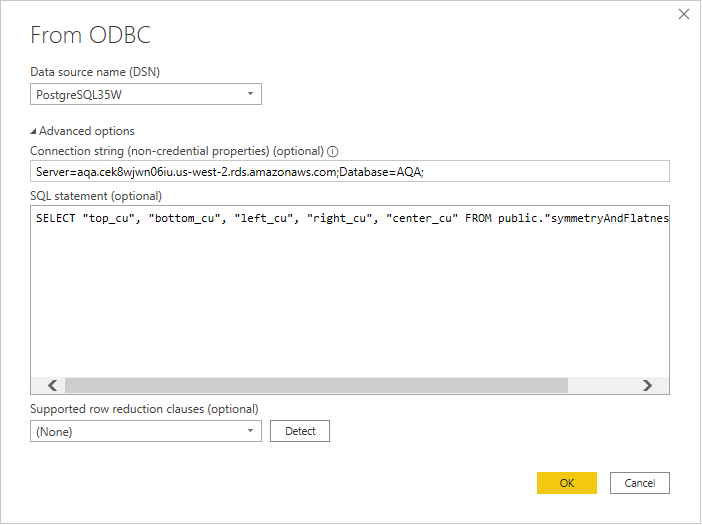 From ODBC
Data source name (DSN)
PostgreSQL35W
Advanced options
Connection string (non-credential properties) (optional)
Server=aqa.cek8wjwn06iu.us-west-2.rds.amazonaws.com;Database=AQA;
SQL statement (optional)
SELECT "top_cu", "bottom_cu", "left_cu", "right_cu", "center_cu" FROM public."symmetryAndFlatnes
Supported row reduction clauses (optional)
(None)
Detect
OK
Cancel